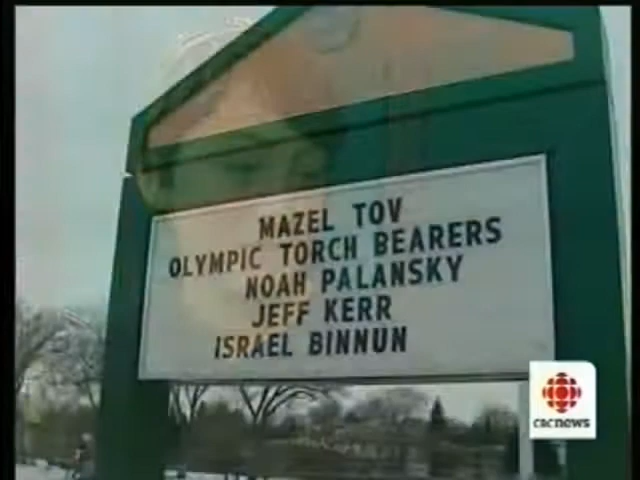 MAZEL TOV
OLYMPIC TORCH BEARERS
NOAH PALANSKY
JEFF KERR
ISRAEL BINNUN
CBCNEWS